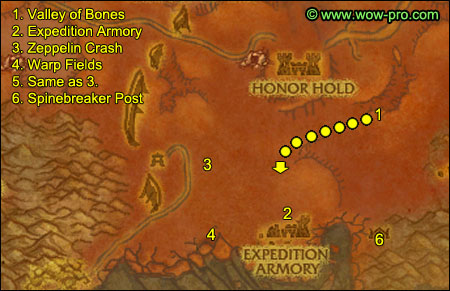 1. Valley of Bones
© www.wow-pro.com
2. Expedition Armory
3. Zeppelin Crash
4. Warp Fields
5. Same as 3.
6. Spinebreaker Post
HONOR HOLD
1
3
2
4
6
EXPEDITION
ARMORY